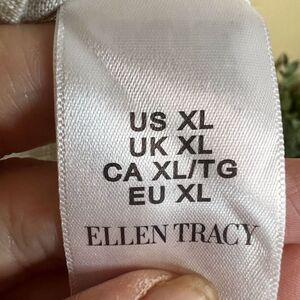 US XL
UK XL
CA XL/TG
EU XL
ELLEN TRACY